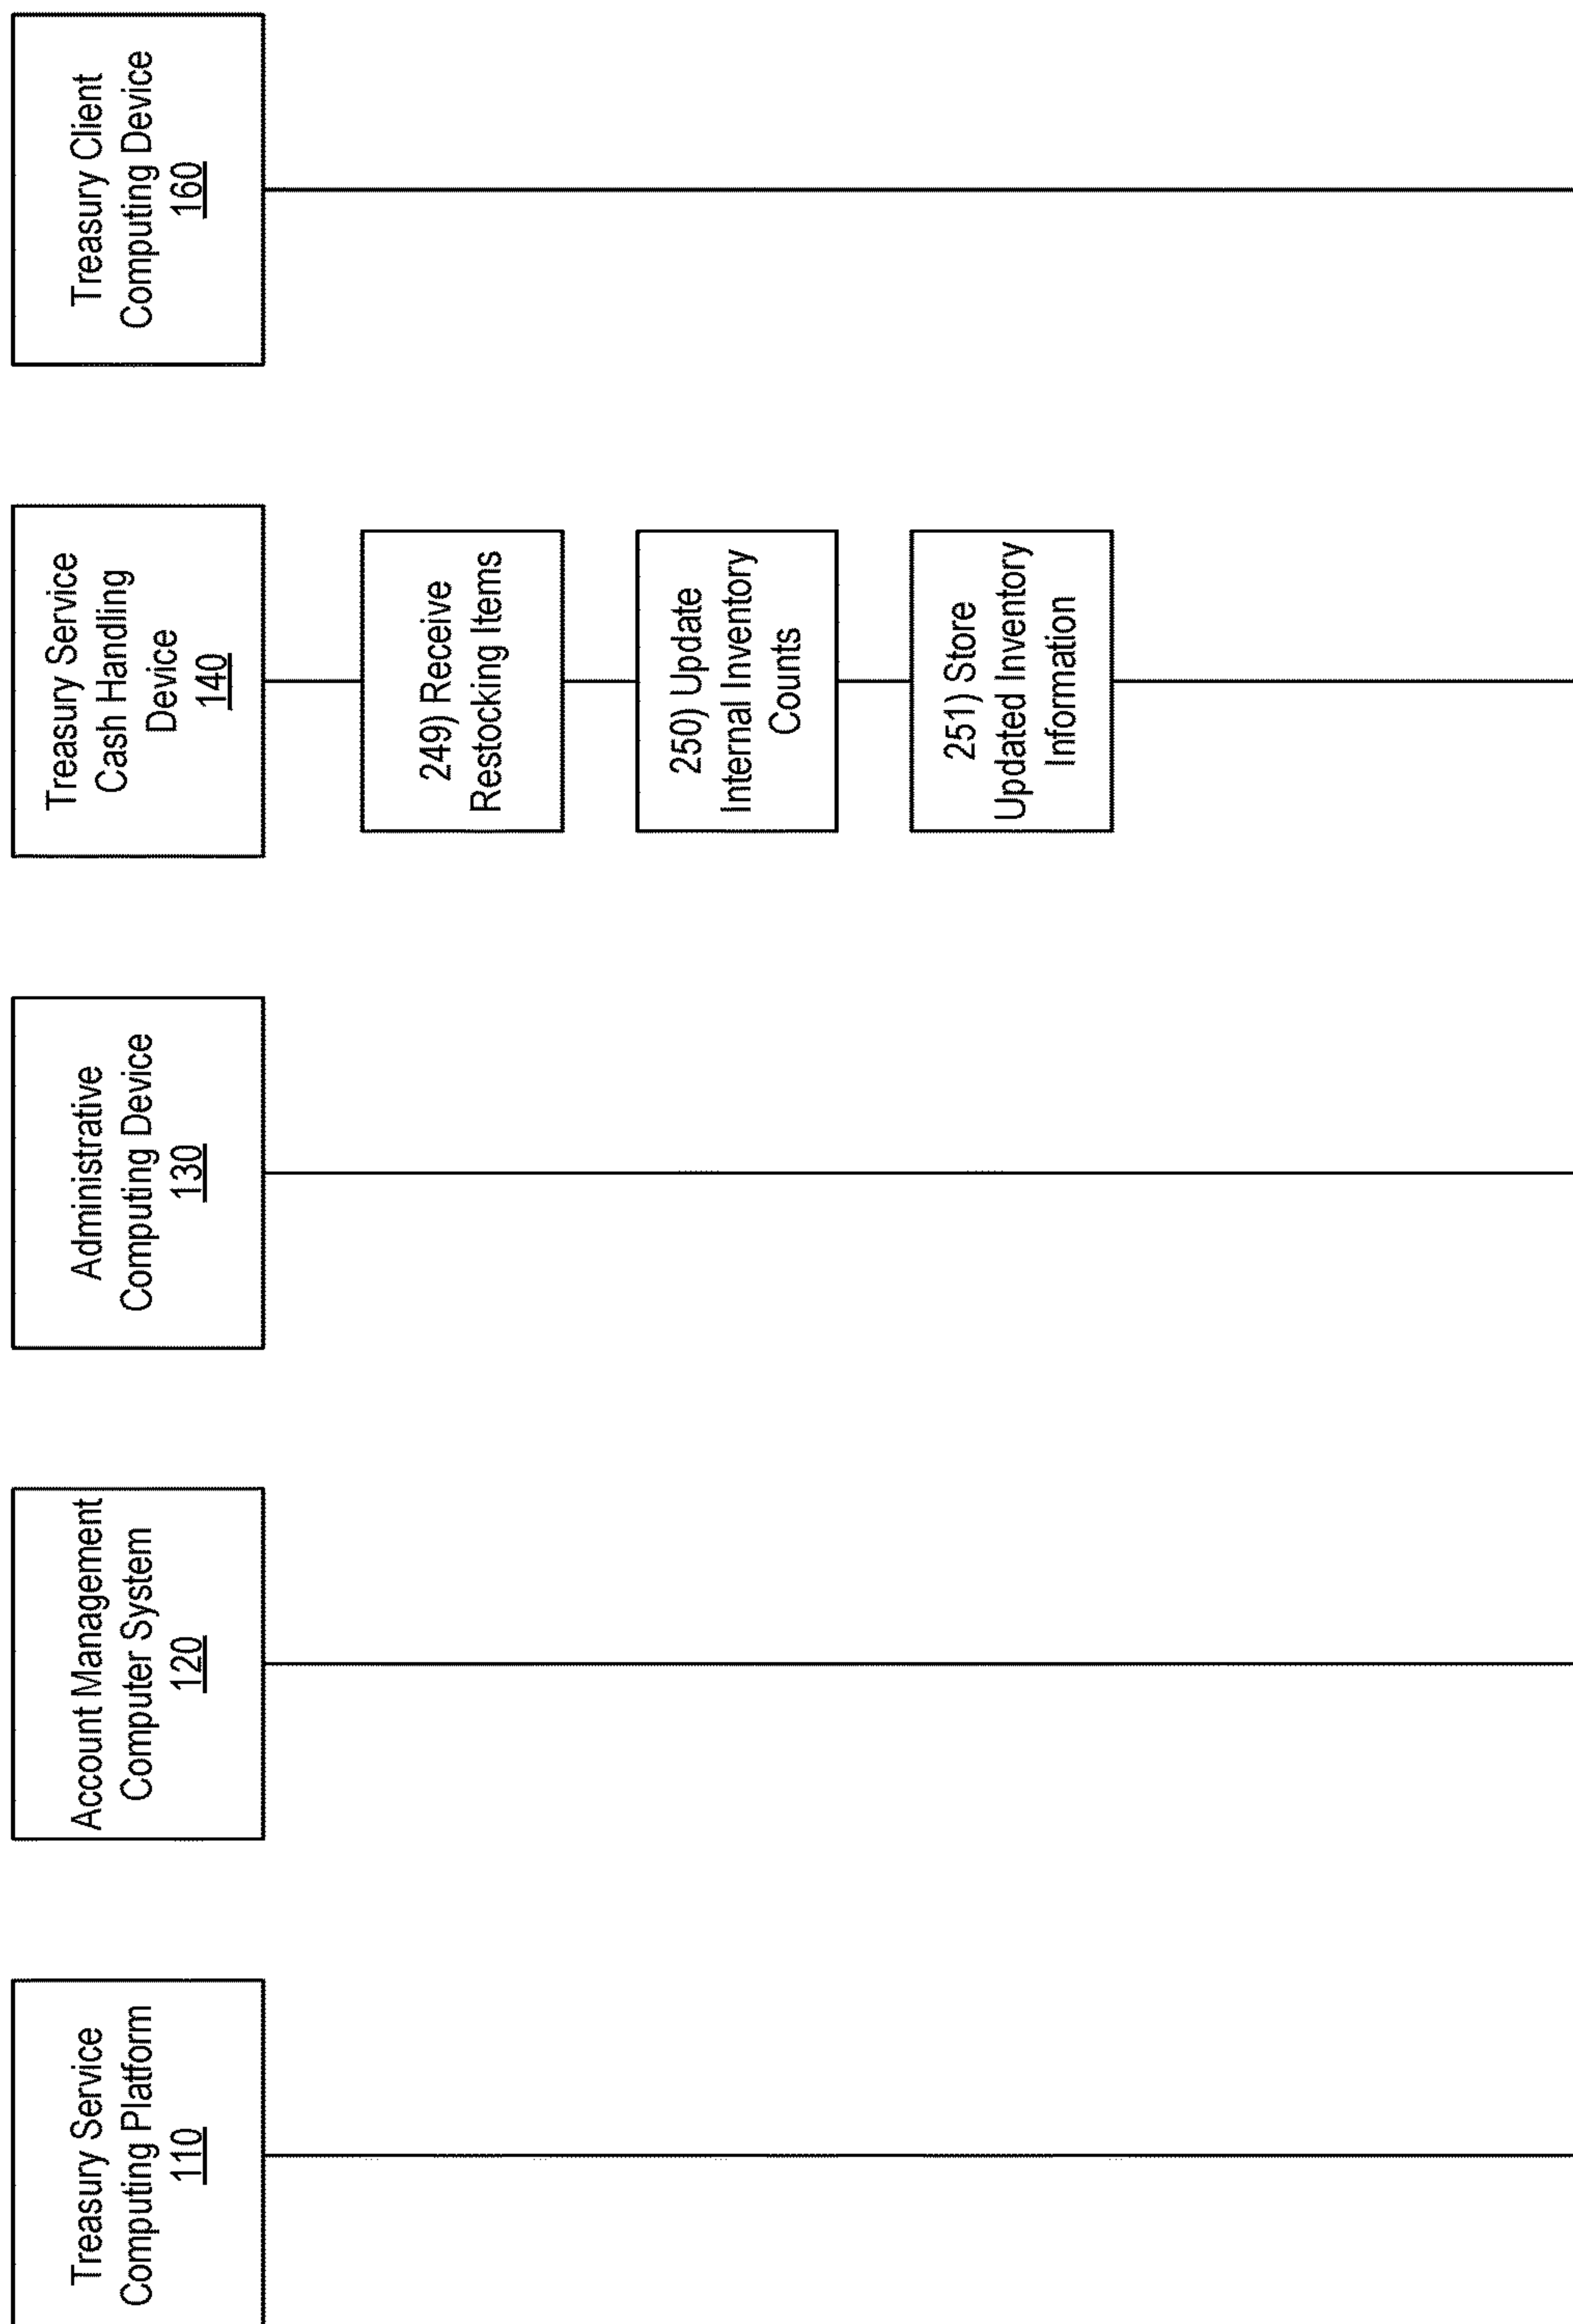 Treasury Service
Computing Platform
110
Account Management
Computer System
120
Administrative
Computing Device
130
Treasury Service
Cash Handling
Device
140
Treasury Client
Computing Device
160
249) Receive
Restocking Items
250) Update
Internal Inventory
Counts
251) Store
Updated Inventory
Information